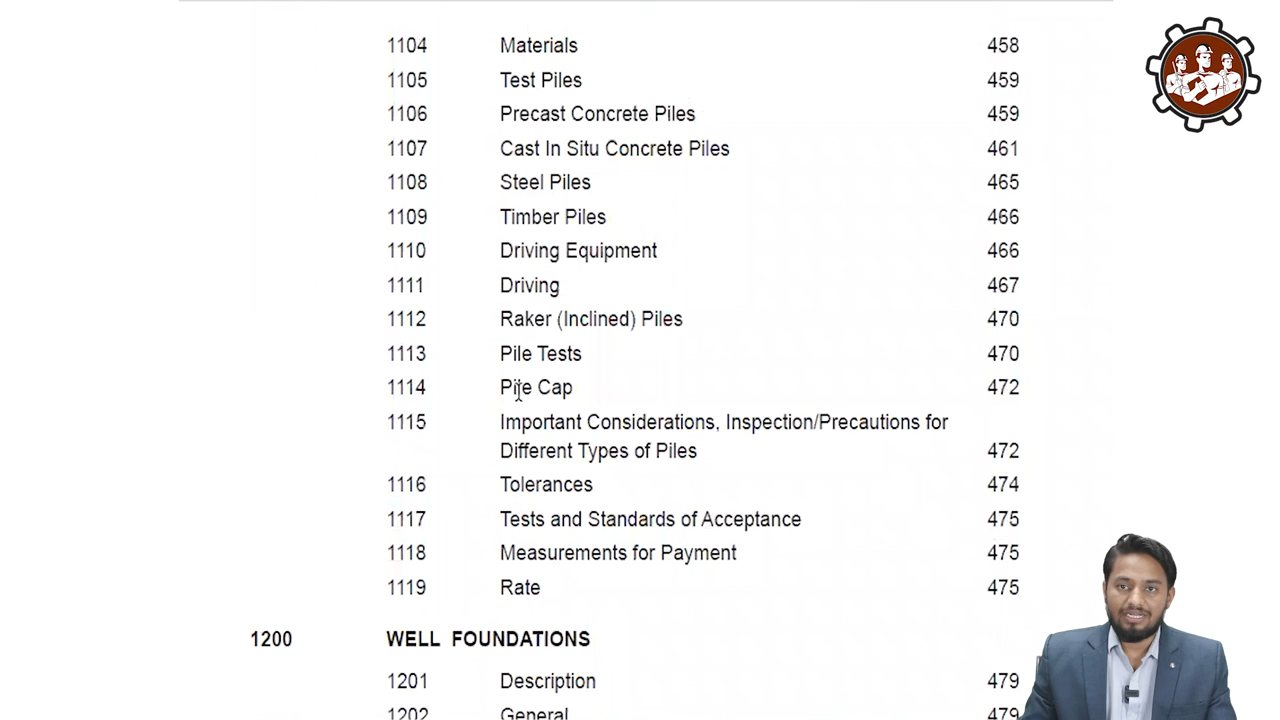 1104 Materials 458
1105 Test Piles 459
1106 Precast Concrete Piles 459
1107 Cast In Situ Concrete Piles 461
1108 Steel Piles 465
1109 Timber Piles 466
1110 Driving Equipment 466
1111 Driving 467
1112 Raker (Inclined) Piles 470
1113 Pile Tests 470
1114 Pile Cap 472
1115 Important Considerations, Inspection/Precautions for
Different Types of Piles 472
1116 Tolerances 474
1117 Tests and Standards of Acceptance 475
1118 Measurements for Payment 475
1119 Rate 475
1200 WELL FOUNDATIONS
1201 Description 479
1202 General 479